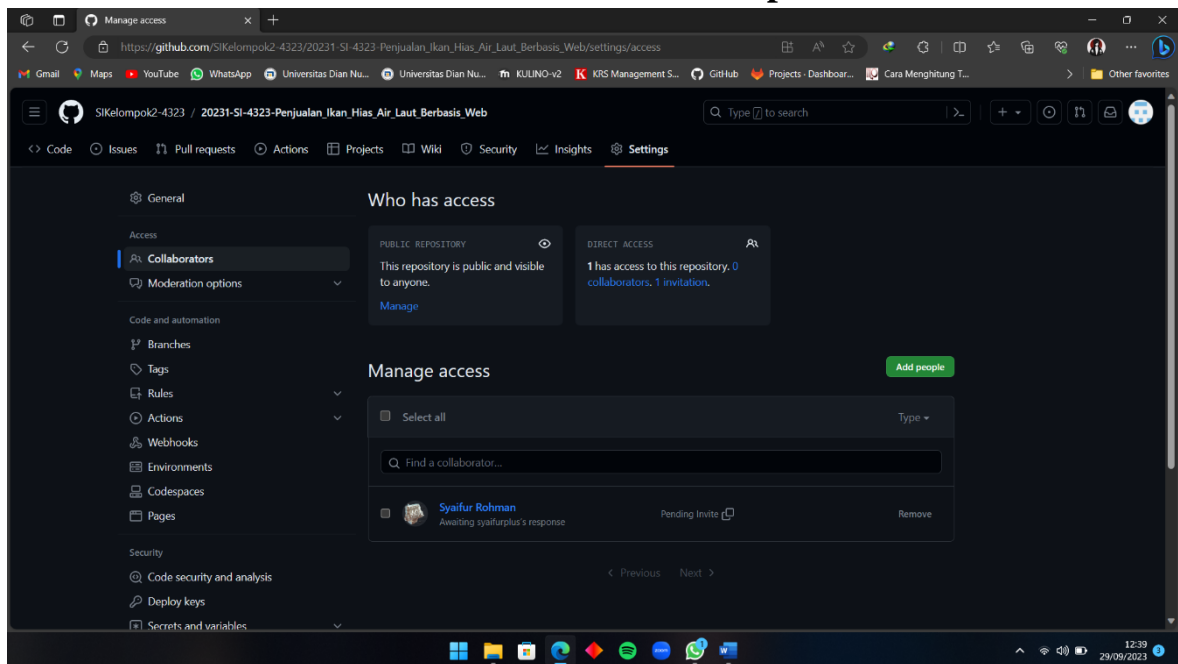 Manage access
https://github.com/SIKelompok2-4323/20231-SI-4323-Penjualan_Ikan_Hias_Air_Laut_Berbasis_Web/settings/access
Gmail Maps YouTube WhatsApp Universitas Dian Nu... Universitas Dian Nu... KULINO-v2 KRS Management S... GitHub Projects · Dashboar... Cara Menghitung T... Other favorites
SIKelompok2-4323 / 20231-SI-4323-Penjualan_Ikan_Hias_Air_Laut_Berbasis_Web Type / to search
Code Issues Pull requests Actions Projects Wiki Security Insights Settings
General
Access
Collaborators
Moderation options
Code and automation
Branches
Tags
Rules
Actions
Webhooks
Environments
Codespaces
Pages
Security
Code security and analysis
Deploy keys
Secrets and variables
Who has access
PUBLIC REPOSITORY
This repository is public and visible
to anyone.
Manage
DIRECT ACCESS
1 has access to this repository. 0
collaborators. 1 invitation.
Manage access
Add people
Select all Type
Find a collaborator...
Syaifur Rohman
Awaiting syaifurplus's response
Pending Invite
Remove
Previous Next
12:39
29/09/2023
3